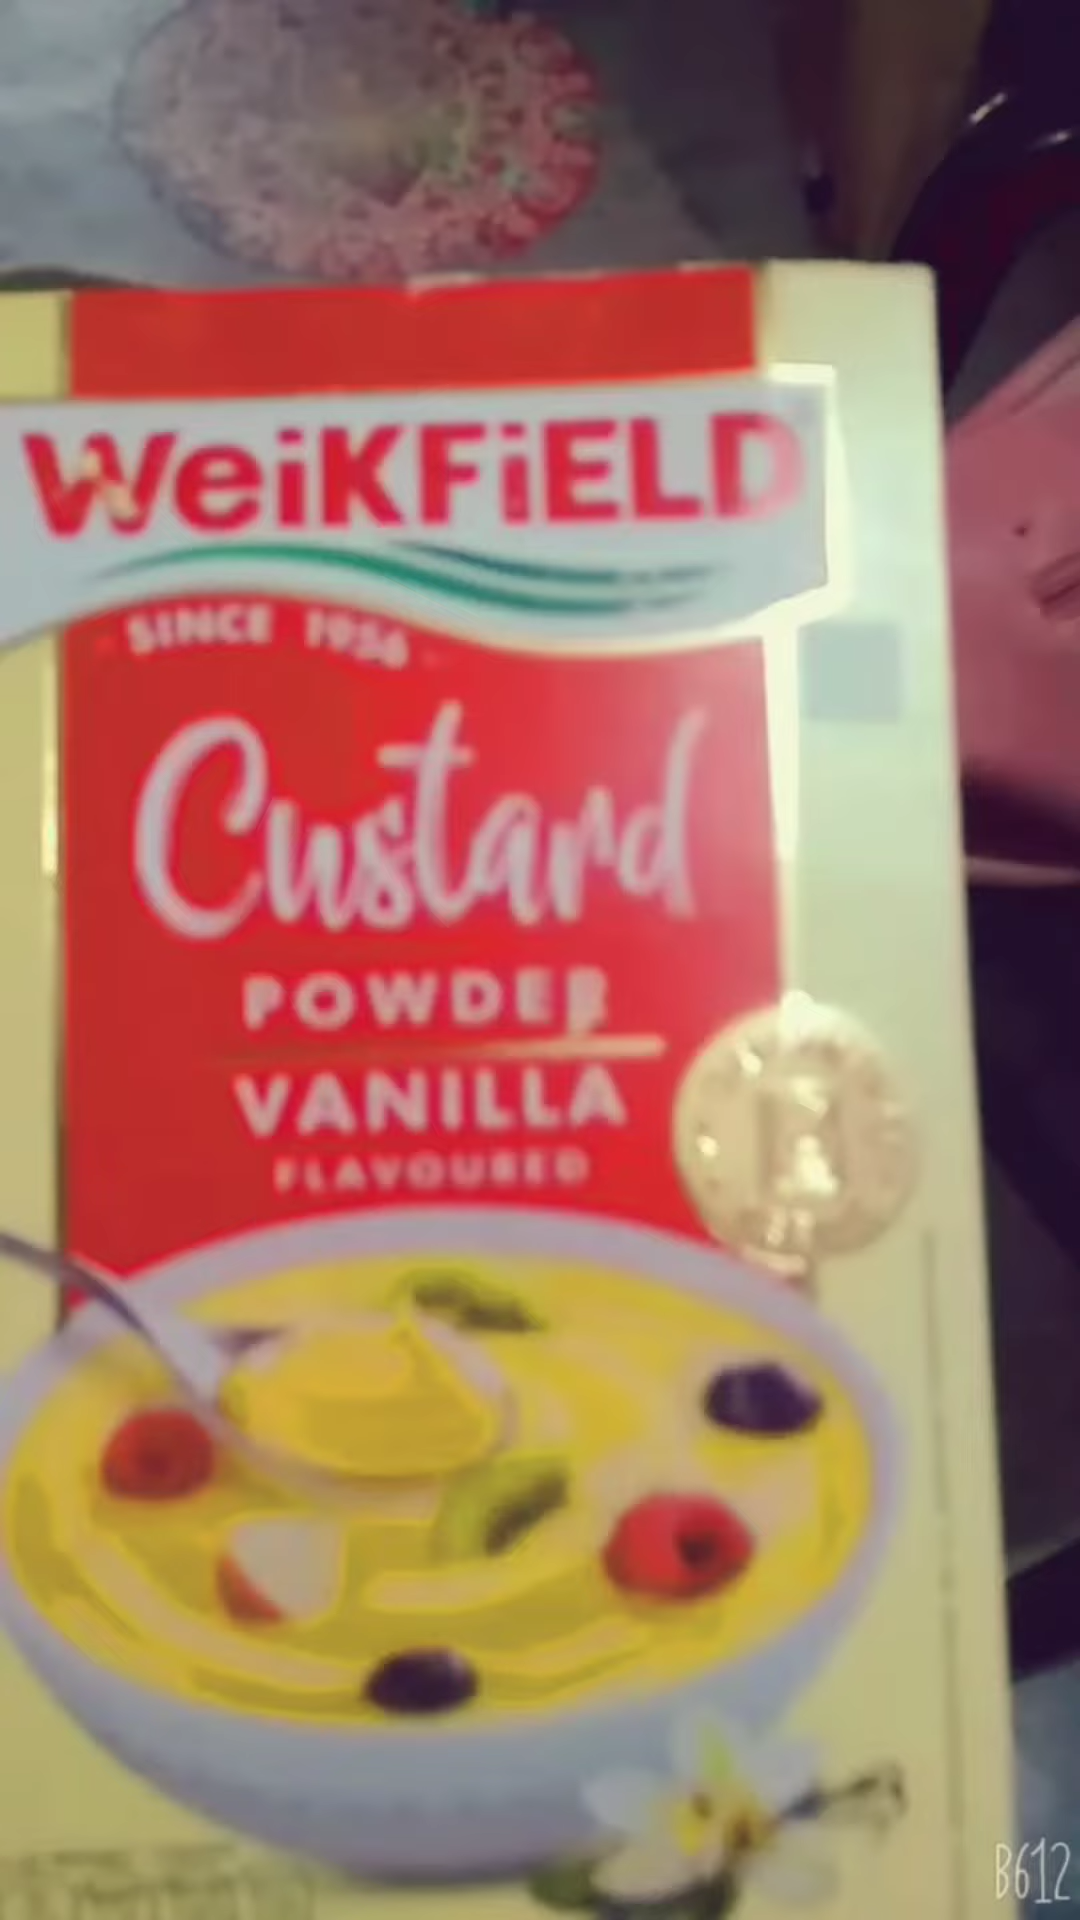 WeiKFiELD
SINCE 1956
Custard
POWDER
VANILLA
FLAVOURED
B612